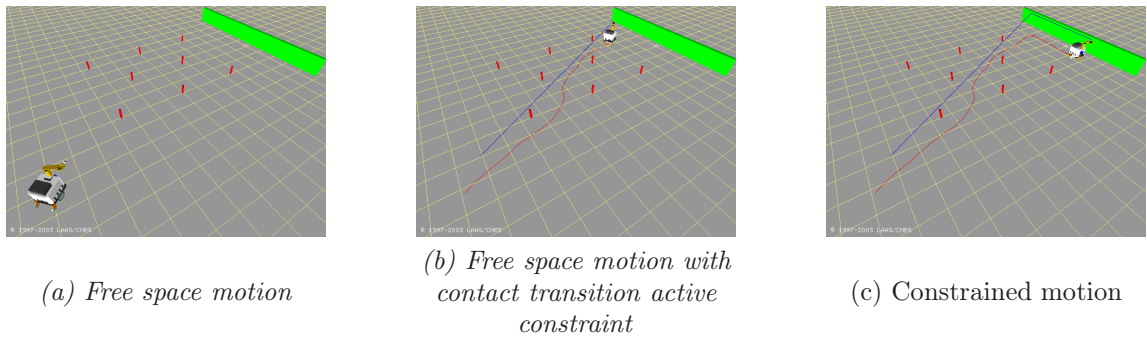 © 1997-2003 LAAS/CNRS
© 1997-2003 LAAS/CNRS
© 1997-2003 LAAS/CNRS
(a) Free space motion
(b) Free space motion with
contact transition active
constraint
(c) Constrained motion